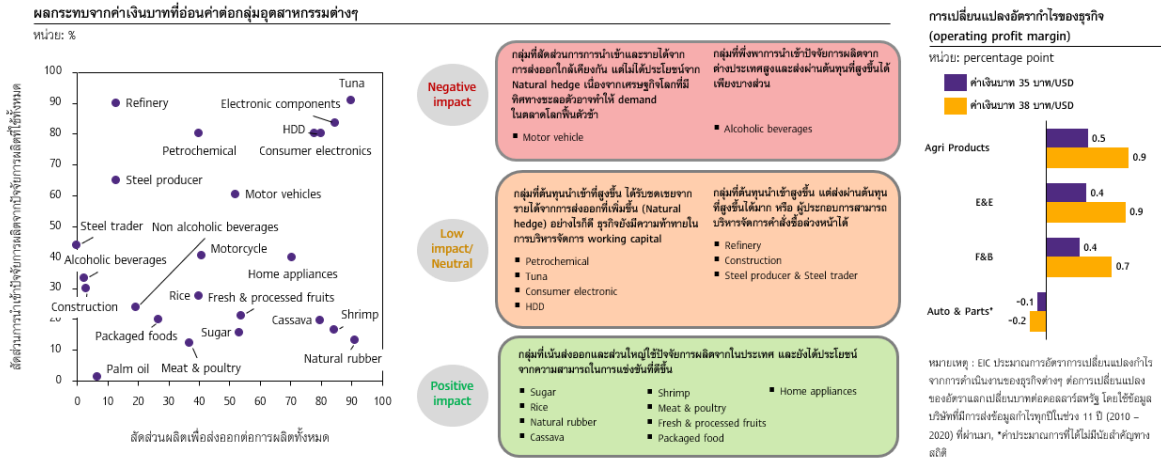 ผลกระทบจากค่าเงินบาทที่อ่อนค่าต่อกลุ่มอุตสาหกรรมต่างๆ
หน่วย: %
สัดส่วนการนำเข้าปัจจัยการผลิตจากปัจจัยการผลิตที่ใช้ทั้งหมด
100
90
80
70
60
50
40
30
20
10
0
Tuna
Refinery
Electronic components
HDD
Petrochemical
Consumer electronics
Steel producer
Motor vehicles
Steel trader
Non alcoholic beverages
Motorcycle
Alcoholic beverages
Home appliances
Rice
Fresh & processed fruits
Construction
Cassava
Shrimp
Packaged foods
Sugar
Natural rubber
Palm oil
Meat & poultry
0 10 20 30 40 50 60 70 80 90 100
สัดส่วนผลิตเพื่อส่งออกต่อการผลิตทั้งหมด
Negative
impact
กลุ่มที่สัดส่วนการการนำเข้าและรายได้จาก
การส่งออกใกล้เคียงกัน แต่ไม่ได้ประโยชน์จาก
Natural hedge เนื่องจากเศรษฐกิจโลกที่มี
ทิศทางชะลอตัวอาจทำให้ demand
ในตลาดโลกฟื้นตัวช้า
▪ Motor vehicle
กลุ่มที่พึ่งพาการนำเข้าปัจจัยการผลิตจาก
ต่างประเทศสูงและส่งผ่านต้นทุนที่สูงขึ้นได้
เพียงบางส่วน
▪ Alcoholic beverages
Low
impact/
Neutral
กลุ่มที่ต้นทุนนำเข้าที่สูงขึ้น ได้รับชดเชยจาก
รายได้จากการส่งออกที่เพิ่มขึ้น (Natural
hedge) อย่างไรก็ดี ธุรกิจยังมีความท้าทายใน
การบริหารจัดการ working capital
▪ Petrochemical
▪ Tuna
▪ Consumer electronic
▪ HDD
กลุ่มที่ต้นทุนนำเข้าสูงขึ้น แต่ส่งผ่านต้นทุน
ที่สูงขึ้นได้มาก หรือ ผู้ประกอบการสามารถ
บริหารจัดการคำสั่งซื้อล่วงหน้าได้
▪ Refinery
▪ Construction
▪ Steel producer & Steel trader
Positive
impact
กลุ่มที่เน้นส่งออกและส่วนใหญ่ใช้ปัจจัยการผลิตจากในประเทศ และยังได้ประโยชน์
จากความสามารถในการแข่งขันที่ดีขึ้น
▪ Sugar
▪ Rice
▪ Natural rubber
▪ Cassava
▪ Shrimp
▪ Meat & poultry
▪ Fresh & processed fruits
▪ Packaged food
▪ Home appliances
การเปลี่ยนแปลงอัตรากำไรของธุรกิจ
(operating profit margin)
หน่วย: percentage point
ค่าเงินบาท 35 บาท/USD
ค่าเงินบาท 38 บาท/USD
Agri Products
0.5
0.9
E&E
0.4
0.9
F&B
0.4
0.7
Auto & Parts*
-0.1
-0.2
หมายเหตุ : EIC ประมาณการอัตราการเปลี่ยนแปลงกำไร
จากการดำเนินงานของธุรกิจต่างๆ ต่อการเปลี่ยนแปลง
ของอัตราแลกเปลี่ยนบาทต่อดอลลาร์สหรัฐ โดยใช้ข้อมูล
บริษัทที่มีการส่งข้อมูลกำไรทุกปีในช่วง 11 ปี (2010 –
2020) ที่ผ่านมา, *ค่าประมาณการที่ได้ไม่มีนัยสำคัญทาง
สถิติ